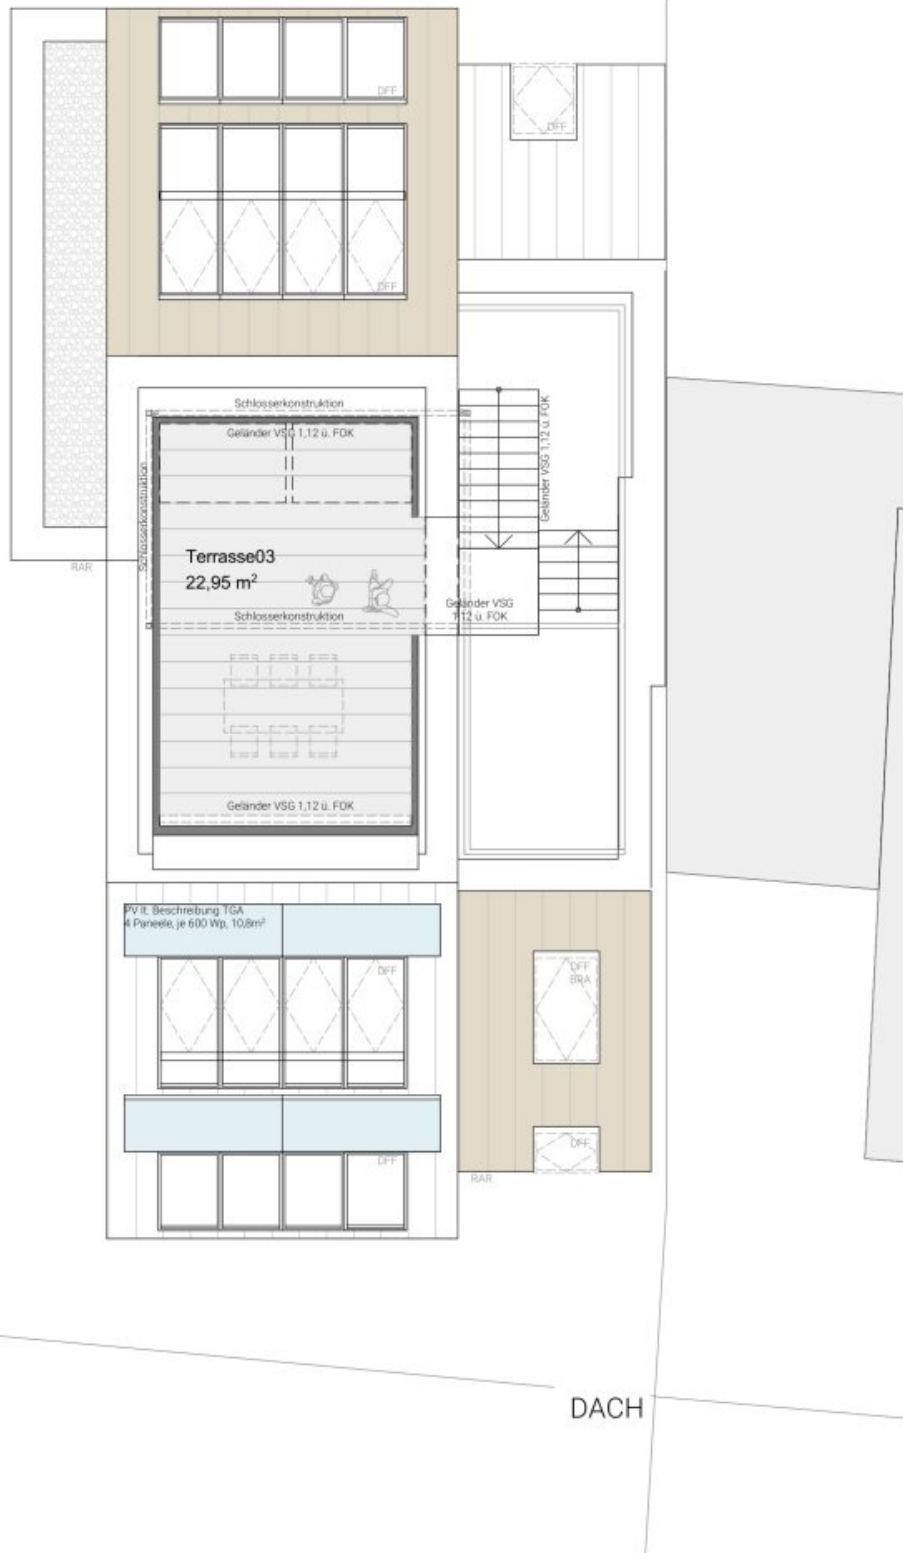 DFF
DFF
DFF
Schlosserkonstruktion
Geländer VSG 1,12 ü. FOK
Geländer VSG 1,12 ü. FOK
Schlosserkonstruktion
Terrasse03
22,95 m²
RAR
Geländer VSG
1,12 ü. FOK
Schlosserkonstruktion
Geländer VSG 1,12 ü. FOK
PV lt. Beschreibung TGA
4 Paneele, je 600 Wp, 10,8m²
DFF
DFF
BRA
DFF
DFF
RAR
DACH